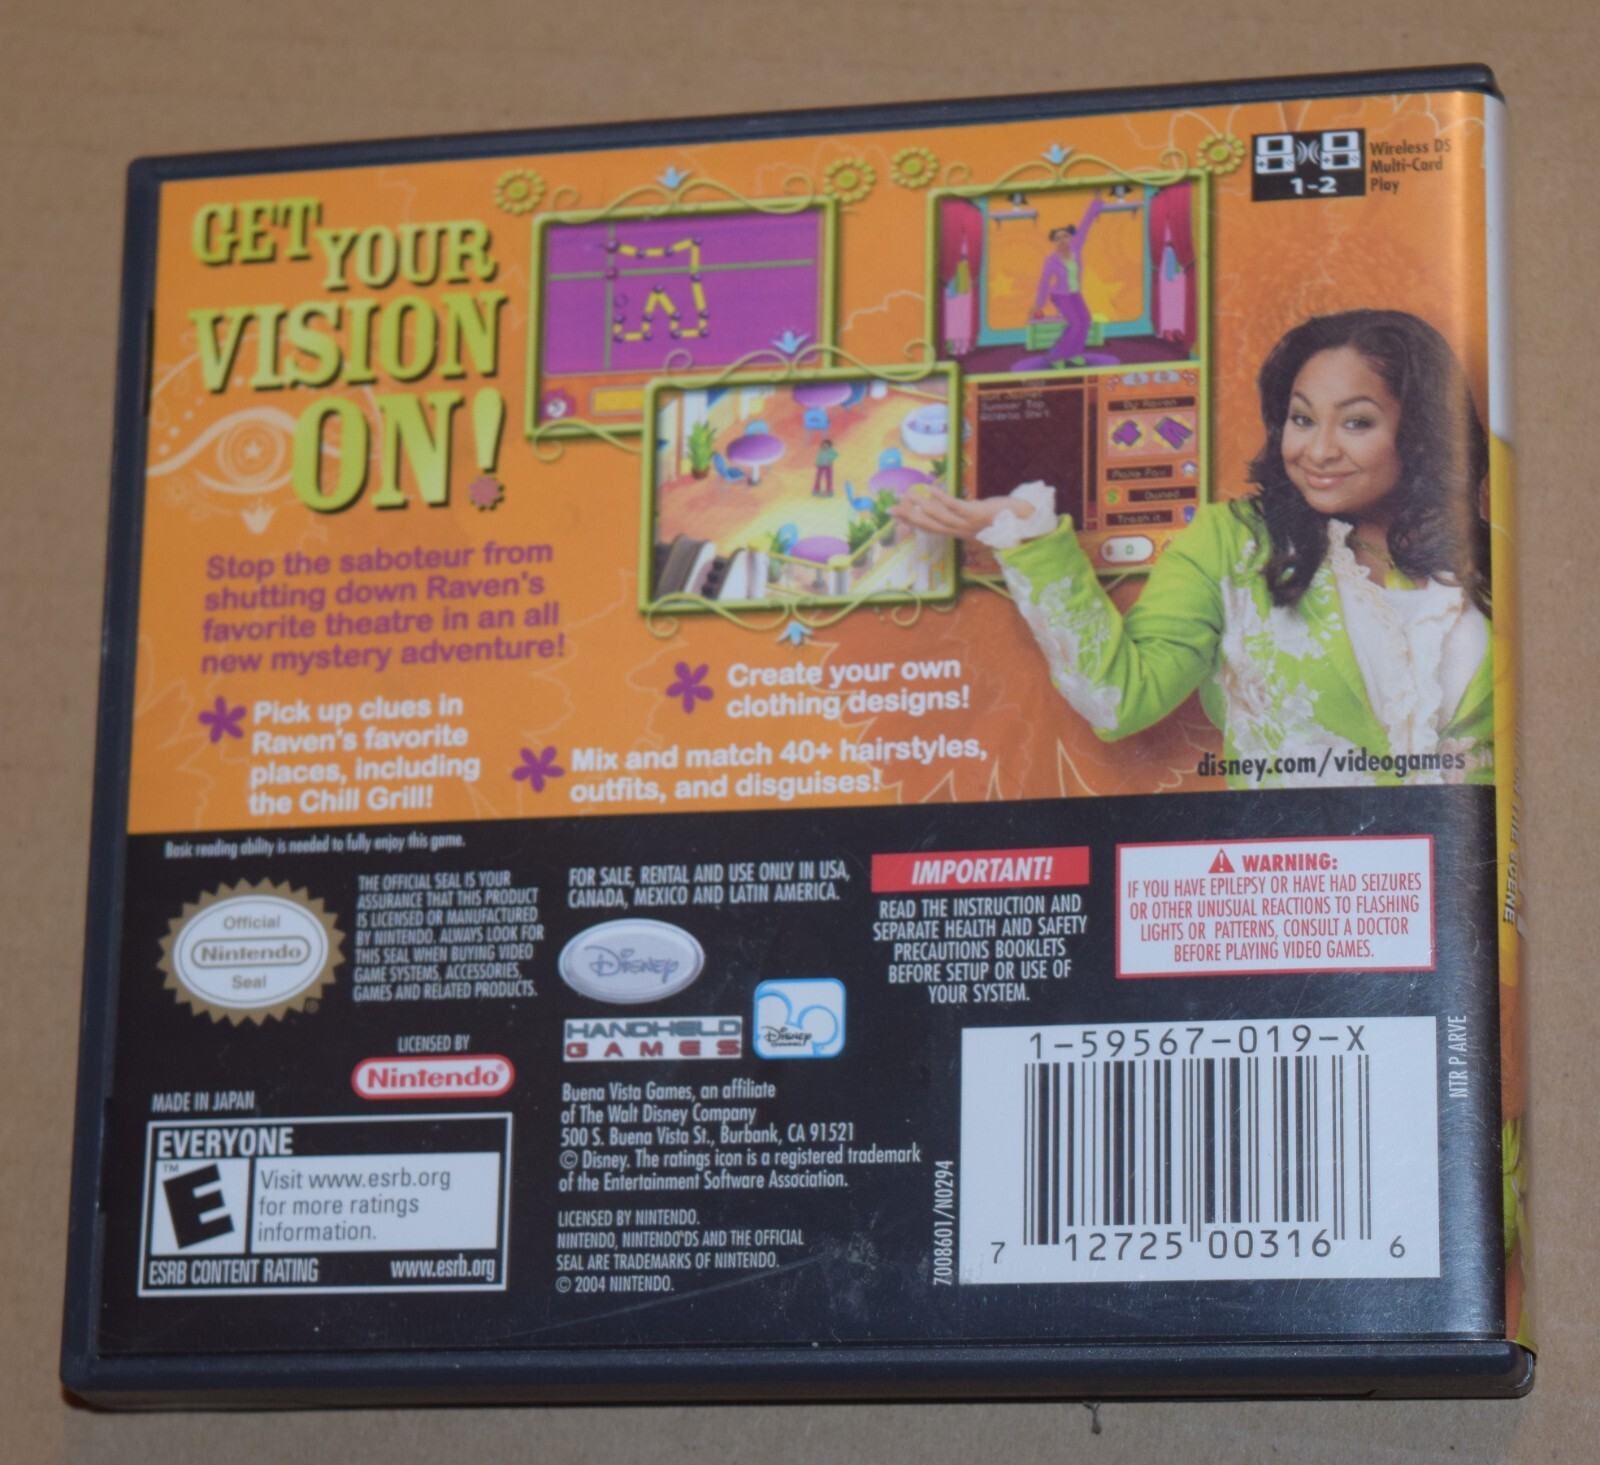 GET YOUR
VISION
ON!
Wireless DS
Multi-Card
Play
1-2
Summer Top
By Raven
Owned
Trash it
0
Stop the saboteur from
shutting down Raven's
favorite theatre in an all
new mystery adventure!
Pick up clues in
Raven's favorite
places, including
the Chill Grill!
Create your own
clothing designs!
Mix and match 40+ hairstyles,
outfits, and disguises!
disney.com/videogames
Basic reading ability is needed to fully enjoy this game.
Official
Nintendo
Seal
THE OFFICIAL SEAL IS YOUR
ASSURANCE THAT THIS PRODUCT
IS LICENSED OR MANUFACTURED
BY NINTENDO. ALWAYS LOOK FOR
THIS SEAL WHEN BUYING VIDEO
GAME SYSTEMS, ACCESSORIES,
GAMES AND RELATED PRODUCTS.
LICENSED BY
Nintendo®
MADE IN JAPAN
EVERYONE
E
™
Visit www.esrb.org
for more ratings
information.
ESRB CONTENT RATING www.esrb.org
FOR SALE, RENTAL AND USE ONLY IN USA,
CANADA, MEXICO AND LATIN AMERICA.
Disney
HANDHELD
GAMES
Disney
CHANNEL
Buena Vista Games, an affiliate
of The Walt Disney Company
500 S. Buena Vista St., Burbank, CA 91521
© Disney. The ratings icon is a registered trademark
of the Entertainment Software Association.
LICENSED BY NINTENDO.
NINTENDO, NINTENDO DS AND THE OFFICIAL
SEAL ARE TRADEMARKS OF NINTENDO.
© 2004 NINTENDO.
IMPORTANT!
READ THE INSTRUCTION AND
SEPARATE HEALTH AND SAFETY
PRECAUTIONS BOOKLETS
BEFORE SETUP OR USE OF
YOUR SYSTEM.
WARNING:
IF YOU HAVE EPILEPSY OR HAVE HAD SEIZURES
OR OTHER UNUSUAL REACTIONS TO FLASHING
LIGHTS OR PATTERNS, CONSULT A DOCTOR
BEFORE PLAYING VIDEO GAMES.
7008601/N0294
1-59567-019-X
7 12725 00316 6
NTR P ARVE